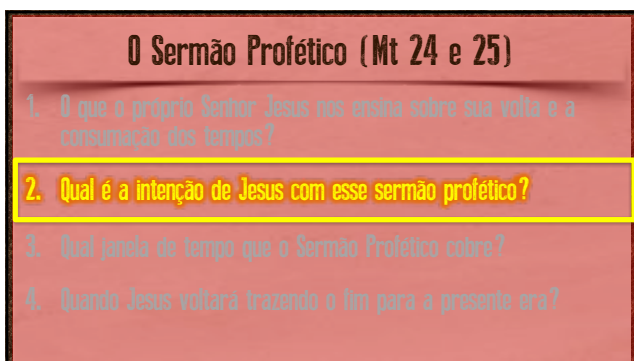 O Sermão Profético (Mt 24 e 25)
1. O que o próprio Senhor Jesus nos ensina sobre sua volta e a
consumação dos tempos?
2. Qual é a intenção de Jesus com esse sermão profético?
3. Qual janela de tempo que o Sermão Profético cobre?
4. Quando Jesus voltará trazendo o fim para a presente era?